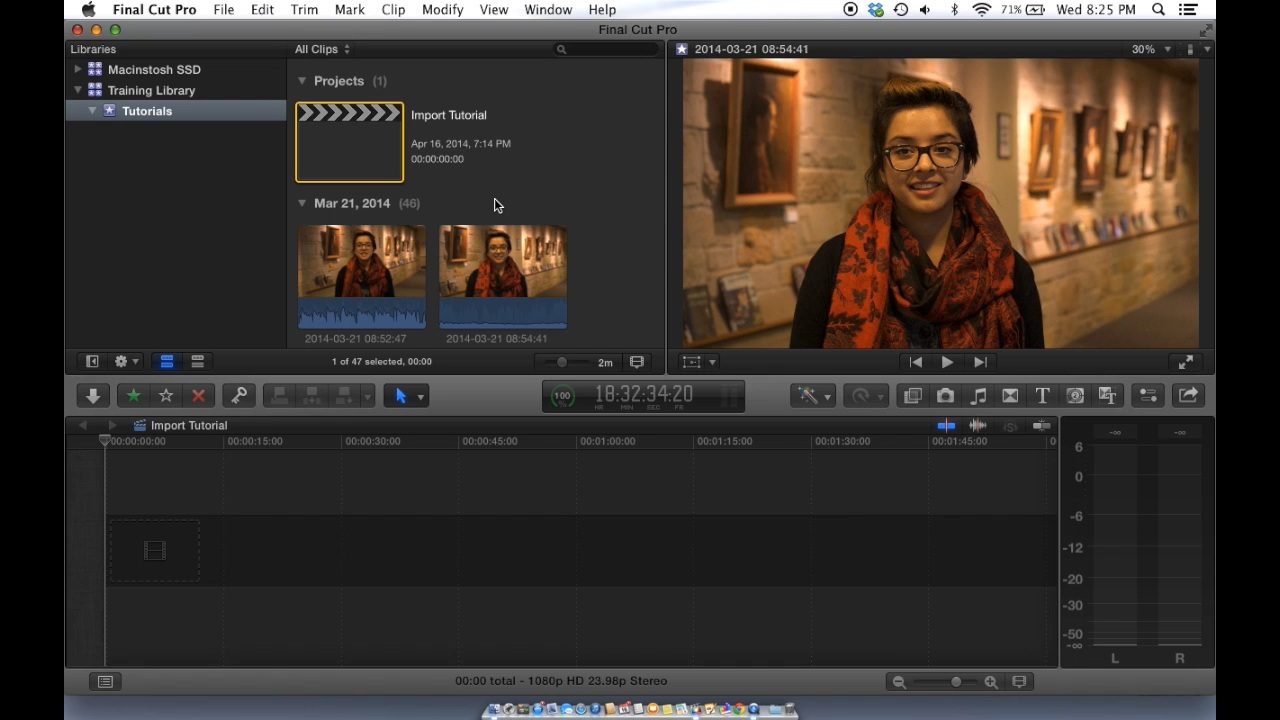 Final Cut Pro File Edit Trim Mark Clip Modify View Window Help 71% Wed 8:25 PM
Final Cut Pro
Libraries
All Clips
2014-03-21 08:54:41
30%
Macinstosh SSD
Training Library
Tutorials
Projects (1)
Import Tutorial
Apr 16, 2014, 7:14 PM
00:00:00:00
Mar 21, 2014 (46)
2014-03-21 08:52:47
2014-03-21 08:54:41
1 of 47 selected, 00:00
2m
100
%
18:32:34:20
HR MIN SEC FR
T
Import Tutorial
00:00:00:00 00:00:15:00 00:00:30:00 00:00:45:00 00:01:00:00 00:01:15:00 00:01:30:00 00:01:45:00 0
-∞ -∞
6
0
-6
-12
-20
-30
-50
-∞
L R
00:00 total - 1080p HD 23.98p Stereo